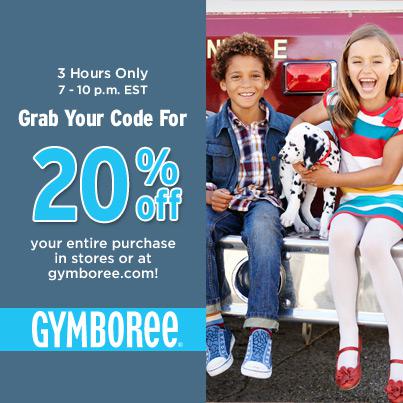 3 Hours Only
7 - 10 p.m. EST
Grab Your Code For
20% off
your entire purchase
in stores or at
gymboree.com!
GYMBOREE®